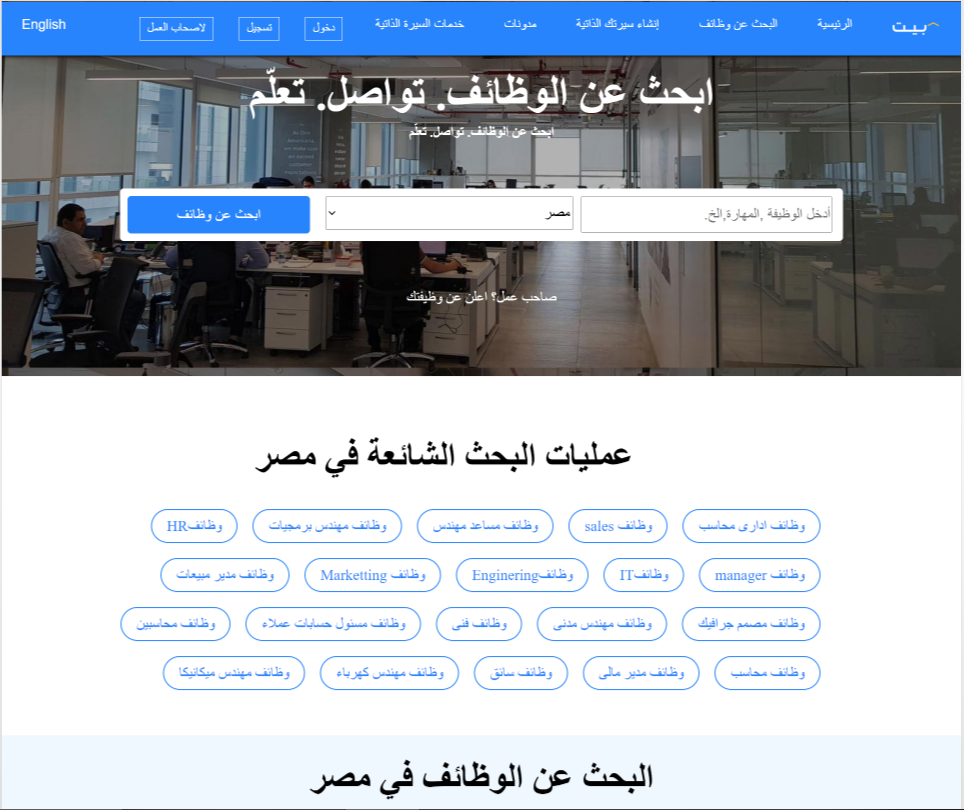 بيت
الرئيسية
البحث عن وظائف
إنشاء سيرتك الذاتية
مدونات
خدمات السيرة الذاتية
دخول
تسجيل
لاصحاب العمل
English
ابحث عن الوظائف. تواصل. تعلّم
ابحث عن الوظائف. تواصل. تعلّم
أدخل الوظيفة ,المهارة,الخ.
مصر
ابحث عن وظائف
صاحب عمل؟ اعلن عن وظيفتك
عمليات البحث الشائعة في مصر
وظائف ادارى محاسب
وظائف sales
وظائف مساعد مهندس
وظائف مهندس برمجيات
وظائفHR
وظائف manager
وظائفIT
وظائفEnginering
وظائف Marketting
وظائف مدير مبيعات
وظائف مصمم جرافيك
وظائف مهندس مدنى
وظائف فنى
وظائف مسئول حسابات عملاء
وظائف محاسبين
وظائف محاسب
وظائف مدير مالى
وظائف سائق
وظائف مهندس كهرباء
وظائف مهندس ميكانيكا
البحث عن الوظائف في مصر